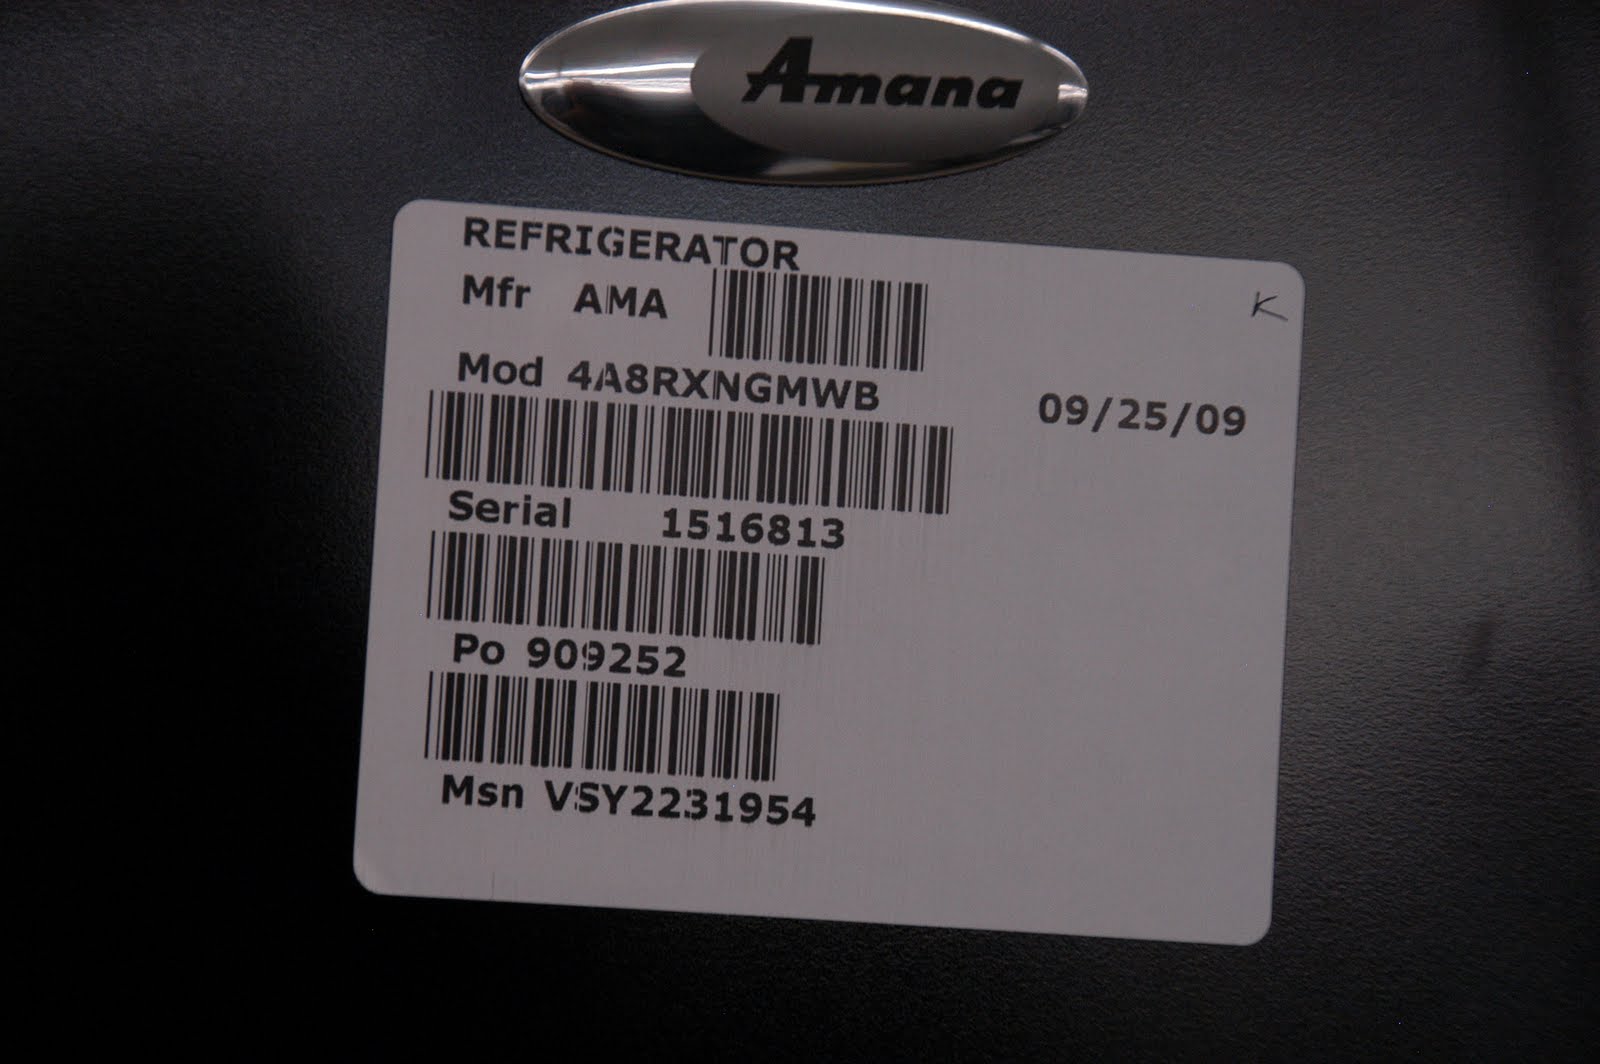 Amana
REFRIGERATOR
Mfr AMA
K
Mod 4A8RXNGMWB
09/25/09
Serial 1516813
Po 909252
Msn VSY2231954